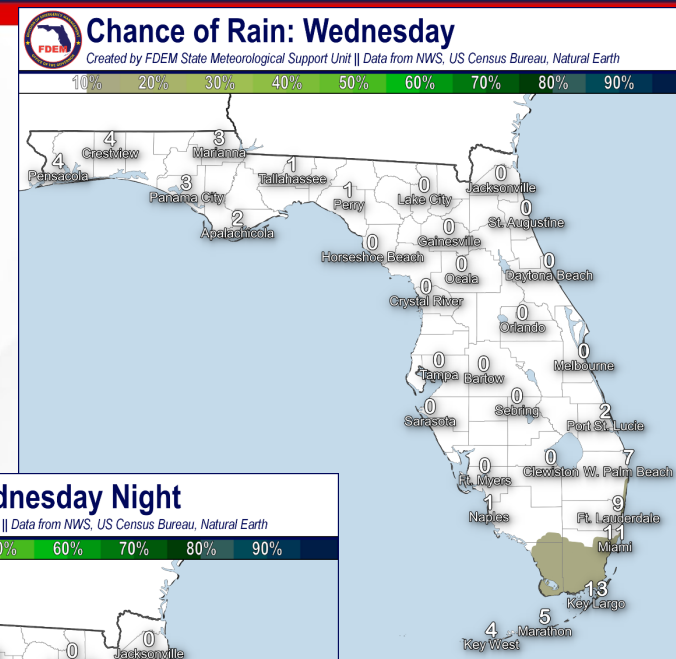 Chance of Rain: Wednesday
FDEM
Created by FDEM State Meteorological Support Unit || Data from NWS, US Census Bureau, Natural Earth
10% 20% 30% 40% 50% 60% 70% 80% 90%
4
Crestview
3
Marianna
4
Pensacola
1
Tallahassee
3
Panama City
1
Perry
0
Lake City
0
Jacksonville
2
Apalachicola
0
St. Augustine
0
Gainesville
0
Horseshoe Beach
0
Ocala
0
Daytona Beach
0
Crystal River
0
Orlando
0
Tampa
0
Bartow
0
Melbourne
0
Sarasota
0
Sebring
2
Port St. Lucie
0
Ft. Myers
0
Clewiston
7
W. Palm Beach
1
Naples
9
Ft. Lauderdale
11
Miami
13
Key Largo
5
Marathon
4
Key West
dnesday Night
|| Data from NWS, US Census Bureau, Natural Earth
0% 60% 70% 80% 90%
0
0
Jacksonville